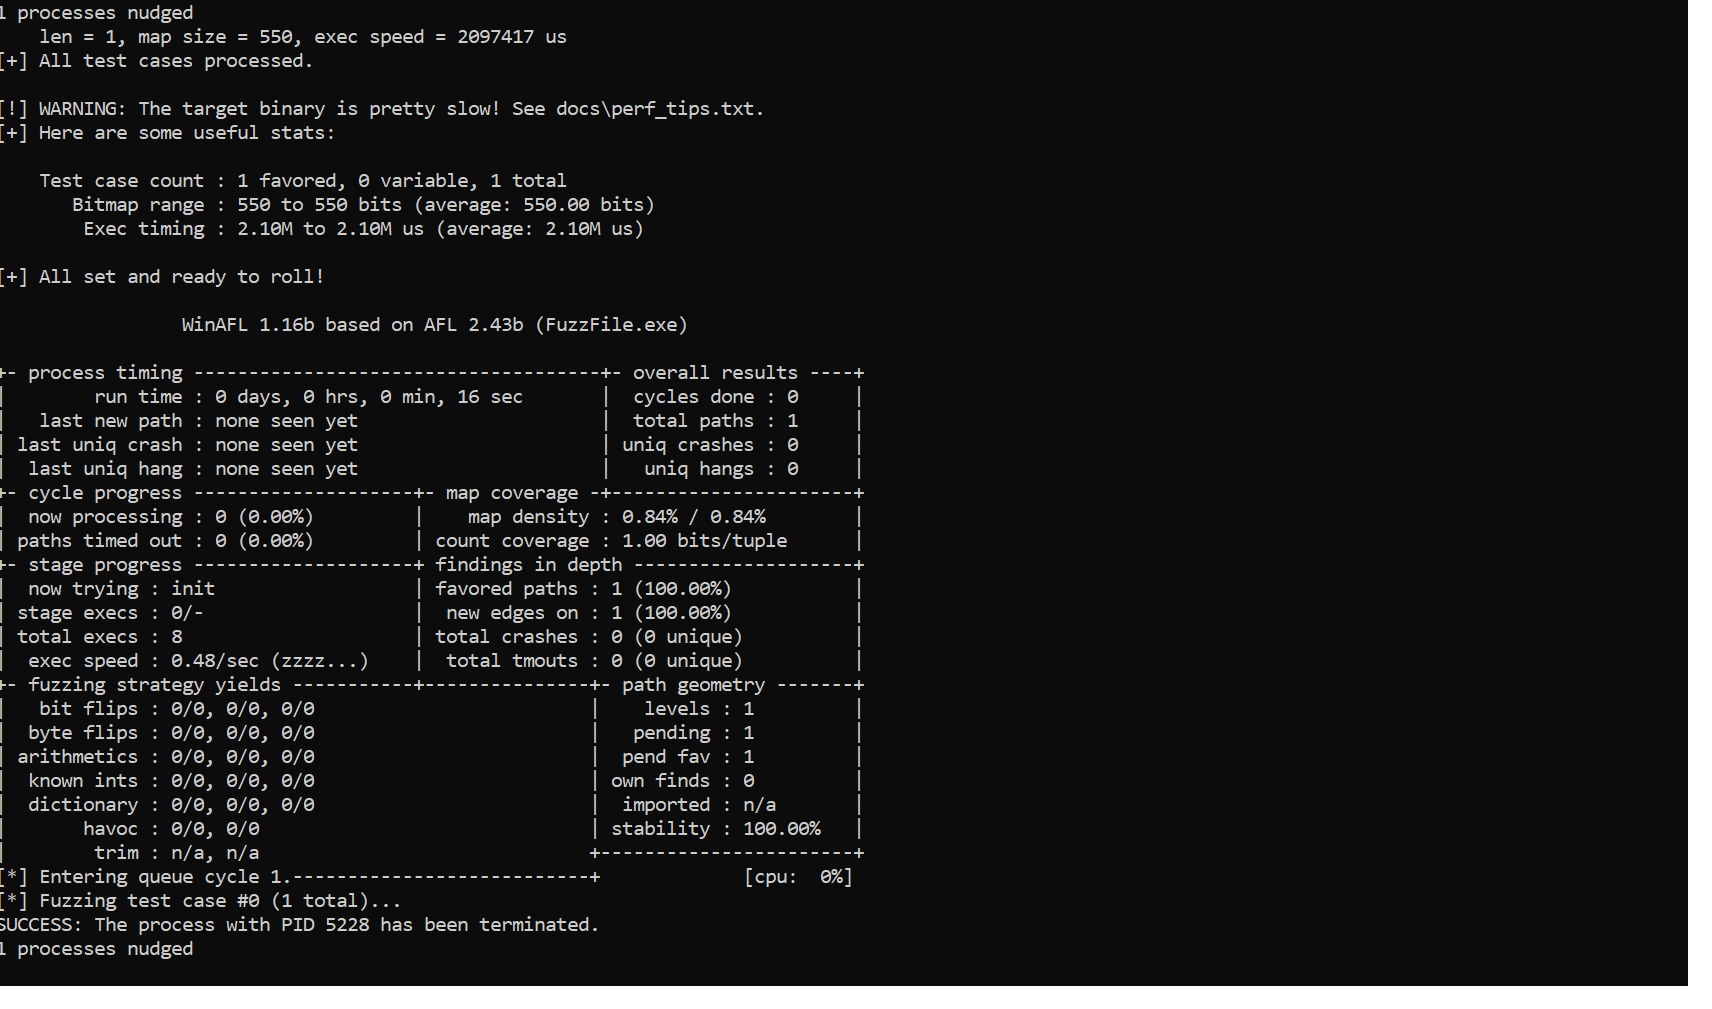 1 processes nudged
    len = 1, map size = 550, exec speed = 2097417 us
[+] All test cases processed.

[!] WARNING: The target binary is pretty slow! See docs\perf_tips.txt.
[+] Here are some useful stats:

    Test case count : 1 favored, 0 variable, 1 total
       Bitmap range : 550 to 550 bits (average: 550.00 bits)
        Exec timing : 2.10M to 2.10M us (average: 2.10M us)

[+] All set and ready to roll!

                 WinAFL 1.16b based on AFL 2.43b (FuzzFile.exe)

+- process timing -------------------------------------+- overall results ----+
|        run time : 0 days, 0 hrs, 0 min, 16 sec       |  cycles done : 0     |
|   last new path : none seen yet                      |  total paths : 1     |
| last uniq crash : none seen yet                      | uniq crashes : 0     |
|  last uniq hang : none seen yet                      |   uniq hangs : 0     |
+- cycle progress --------------------+- map coverage -+----------------------+
|  now processing : 0 (0.00%)         |    map density : 0.84% / 0.84%        |
| paths timed out : 0 (0.00%)         | count coverage : 1.00 bits/tuple      |
+- stage progress --------------------+ findings in depth --------------------+
|  now trying : init                  | favored paths : 1 (100.00%)           |
| stage execs : 0/-                   |  new edges on : 1 (100.00%)           |
| total execs : 8                     | total crashes : 0 (0 unique)          |
|  exec speed : 0.48/sec (zzzz...)    |  total tmouts : 0 (0 unique)          |
+- fuzzing strategy yields -----------+---------------+- path geometry -------+
|   bit flips : 0/0, 0/0, 0/0                         |    levels : 1         |
|  byte flips : 0/0, 0/0, 0/0                         |   pending : 1         |
| arithmetics : 0/0, 0/0, 0/0                         |  pend fav : 1         |
|  known ints : 0/0, 0/0, 0/0                         | own finds : 0         |
|  dictionary : 0/0, 0/0, 0/0                         |  imported : n/a       |
|       havoc : 0/0, 0/0                              | stability : 100.00%   |
|        trim : n/a, n/a                              +-----------------------+
[*] Entering queue cycle 1.---------------------------+             [cpu:  0%]
[*] Fuzzing test case #0 (1 total)...
SUCCESS: The process with PID 5228 has been terminated.
1 processes nudged